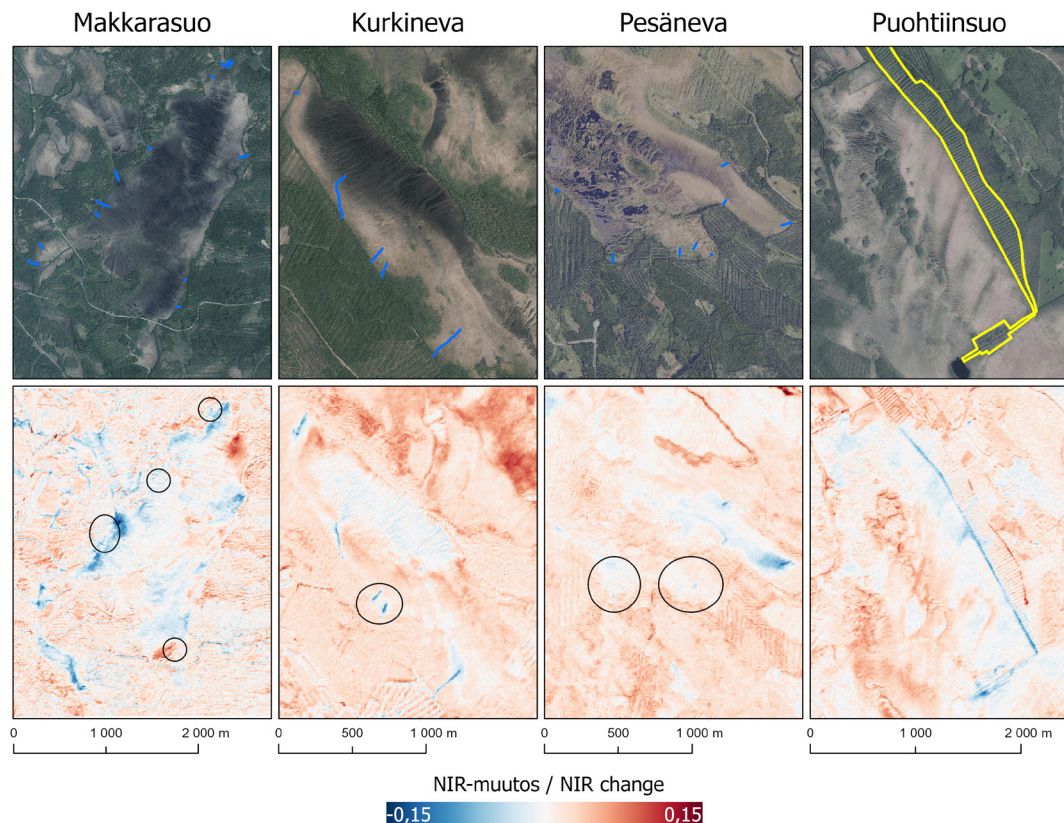 Makkarasuo Kurkineva Pesäneva Puohtiinsuo
0 1 000 2 000 m 0 500 1 000 m 0 500 1 000 m 0 1 000 2 000 m
NIR-muutos / NIR change
-0,15 0,15